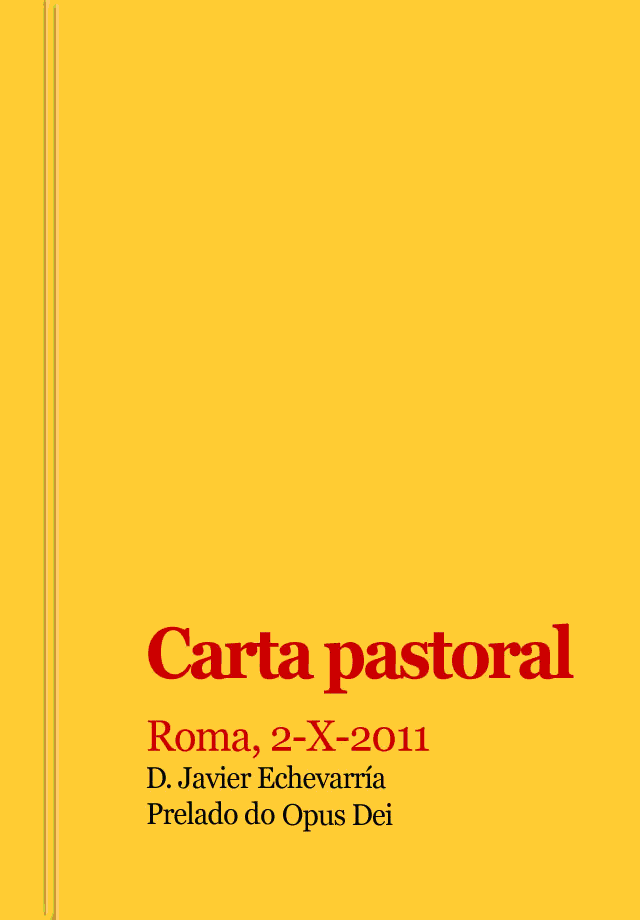 Carta pastoral
Roma, 2-X-2011
D. Javier Echevarría
Prelado do Opus Dei